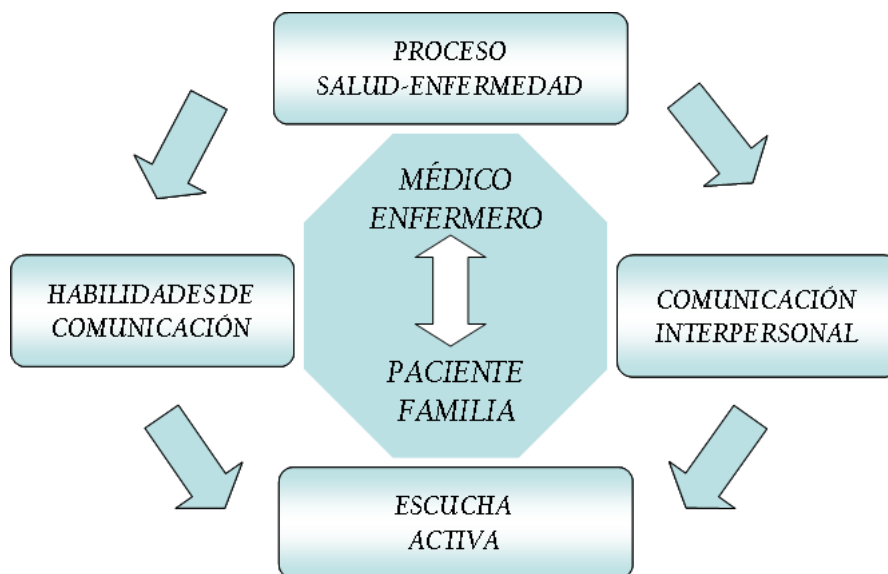 PROCESO
SALUD-ENFERMEDAD
MÉDICO
ENFERMERO
HABILIDADES DE
COMUNICACIÓN
COMUNICACIÓN
INTERPERSONAL
PACIENTE
FAMILIA
ESCUCHA
ACTIVA